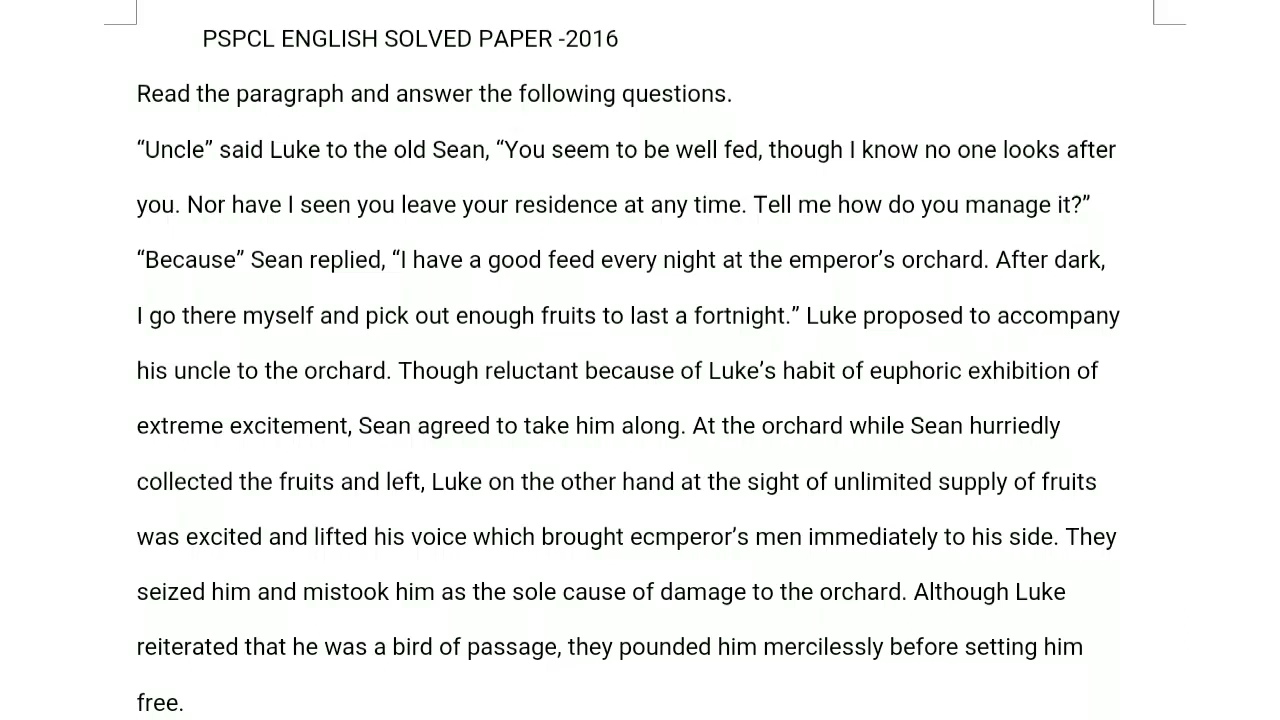 PSPCL ENGLISH SOLVED PAPER -2016
Read the paragraph and answer the following questions.
“Uncle” said Luke to the old Sean, “You seem to be well fed, though I know no one looks after
you. Nor have I seen you leave your residence at any time. Tell me how do you manage it?”
“Because” Sean replied, “I have a good feed every night at the emperor’s orchard. After dark,
I go there myself and pick out enough fruits to last a fortnight.” Luke proposed to accompany
his uncle to the orchard. Though reluctant because of Luke’s habit of euphoric exhibition of
extreme excitement, Sean agreed to take him along. At the orchard while Sean hurriedly
collected the fruits and left, Luke on the other hand at the sight of unlimited supply of fruits
was excited and lifted his voice which brought ecmperor’s men immediately to his side. They
seized him and mistook him as the sole cause of damage to the orchard. Although Luke
reiterated that he was a bird of passage, they pounded him mercilessly before setting him
free.